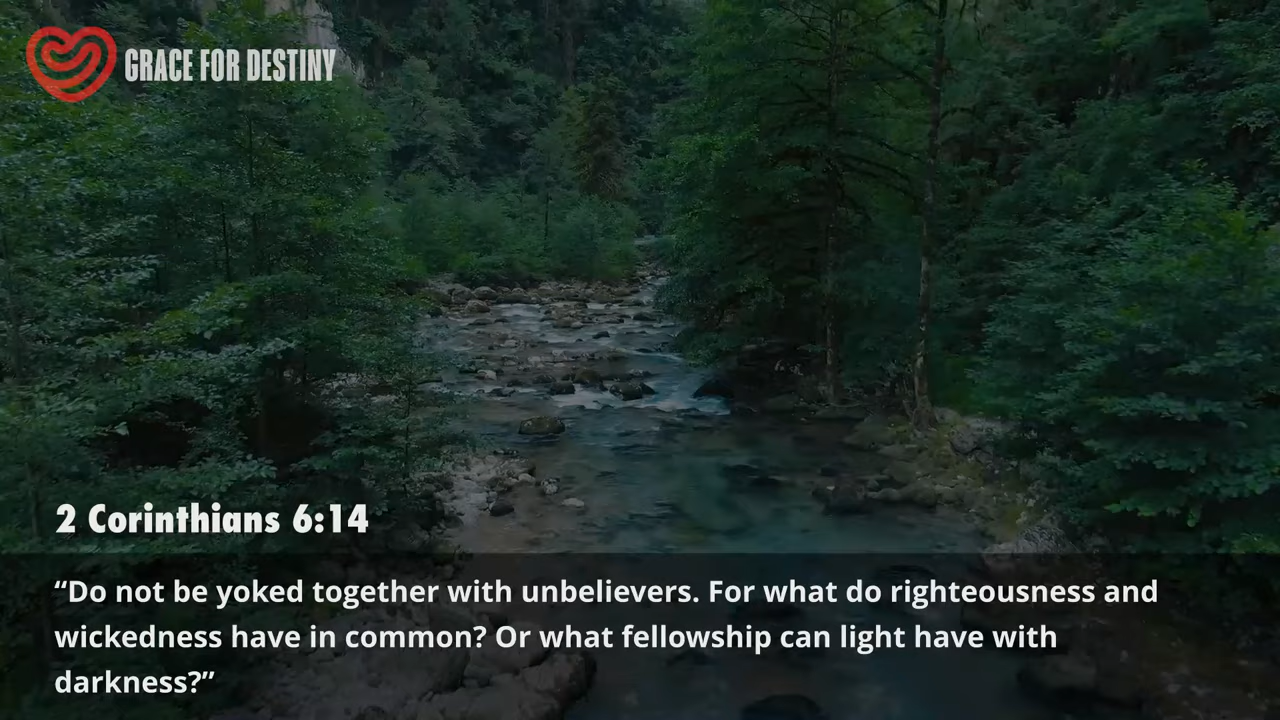 GRACE FOR DESTINY
2 Corinthians 6:14
“Do not be yoked together with unbelievers. For what do righteousness and
wickedness have in common? Or what fellowship can light have with
darkness?”